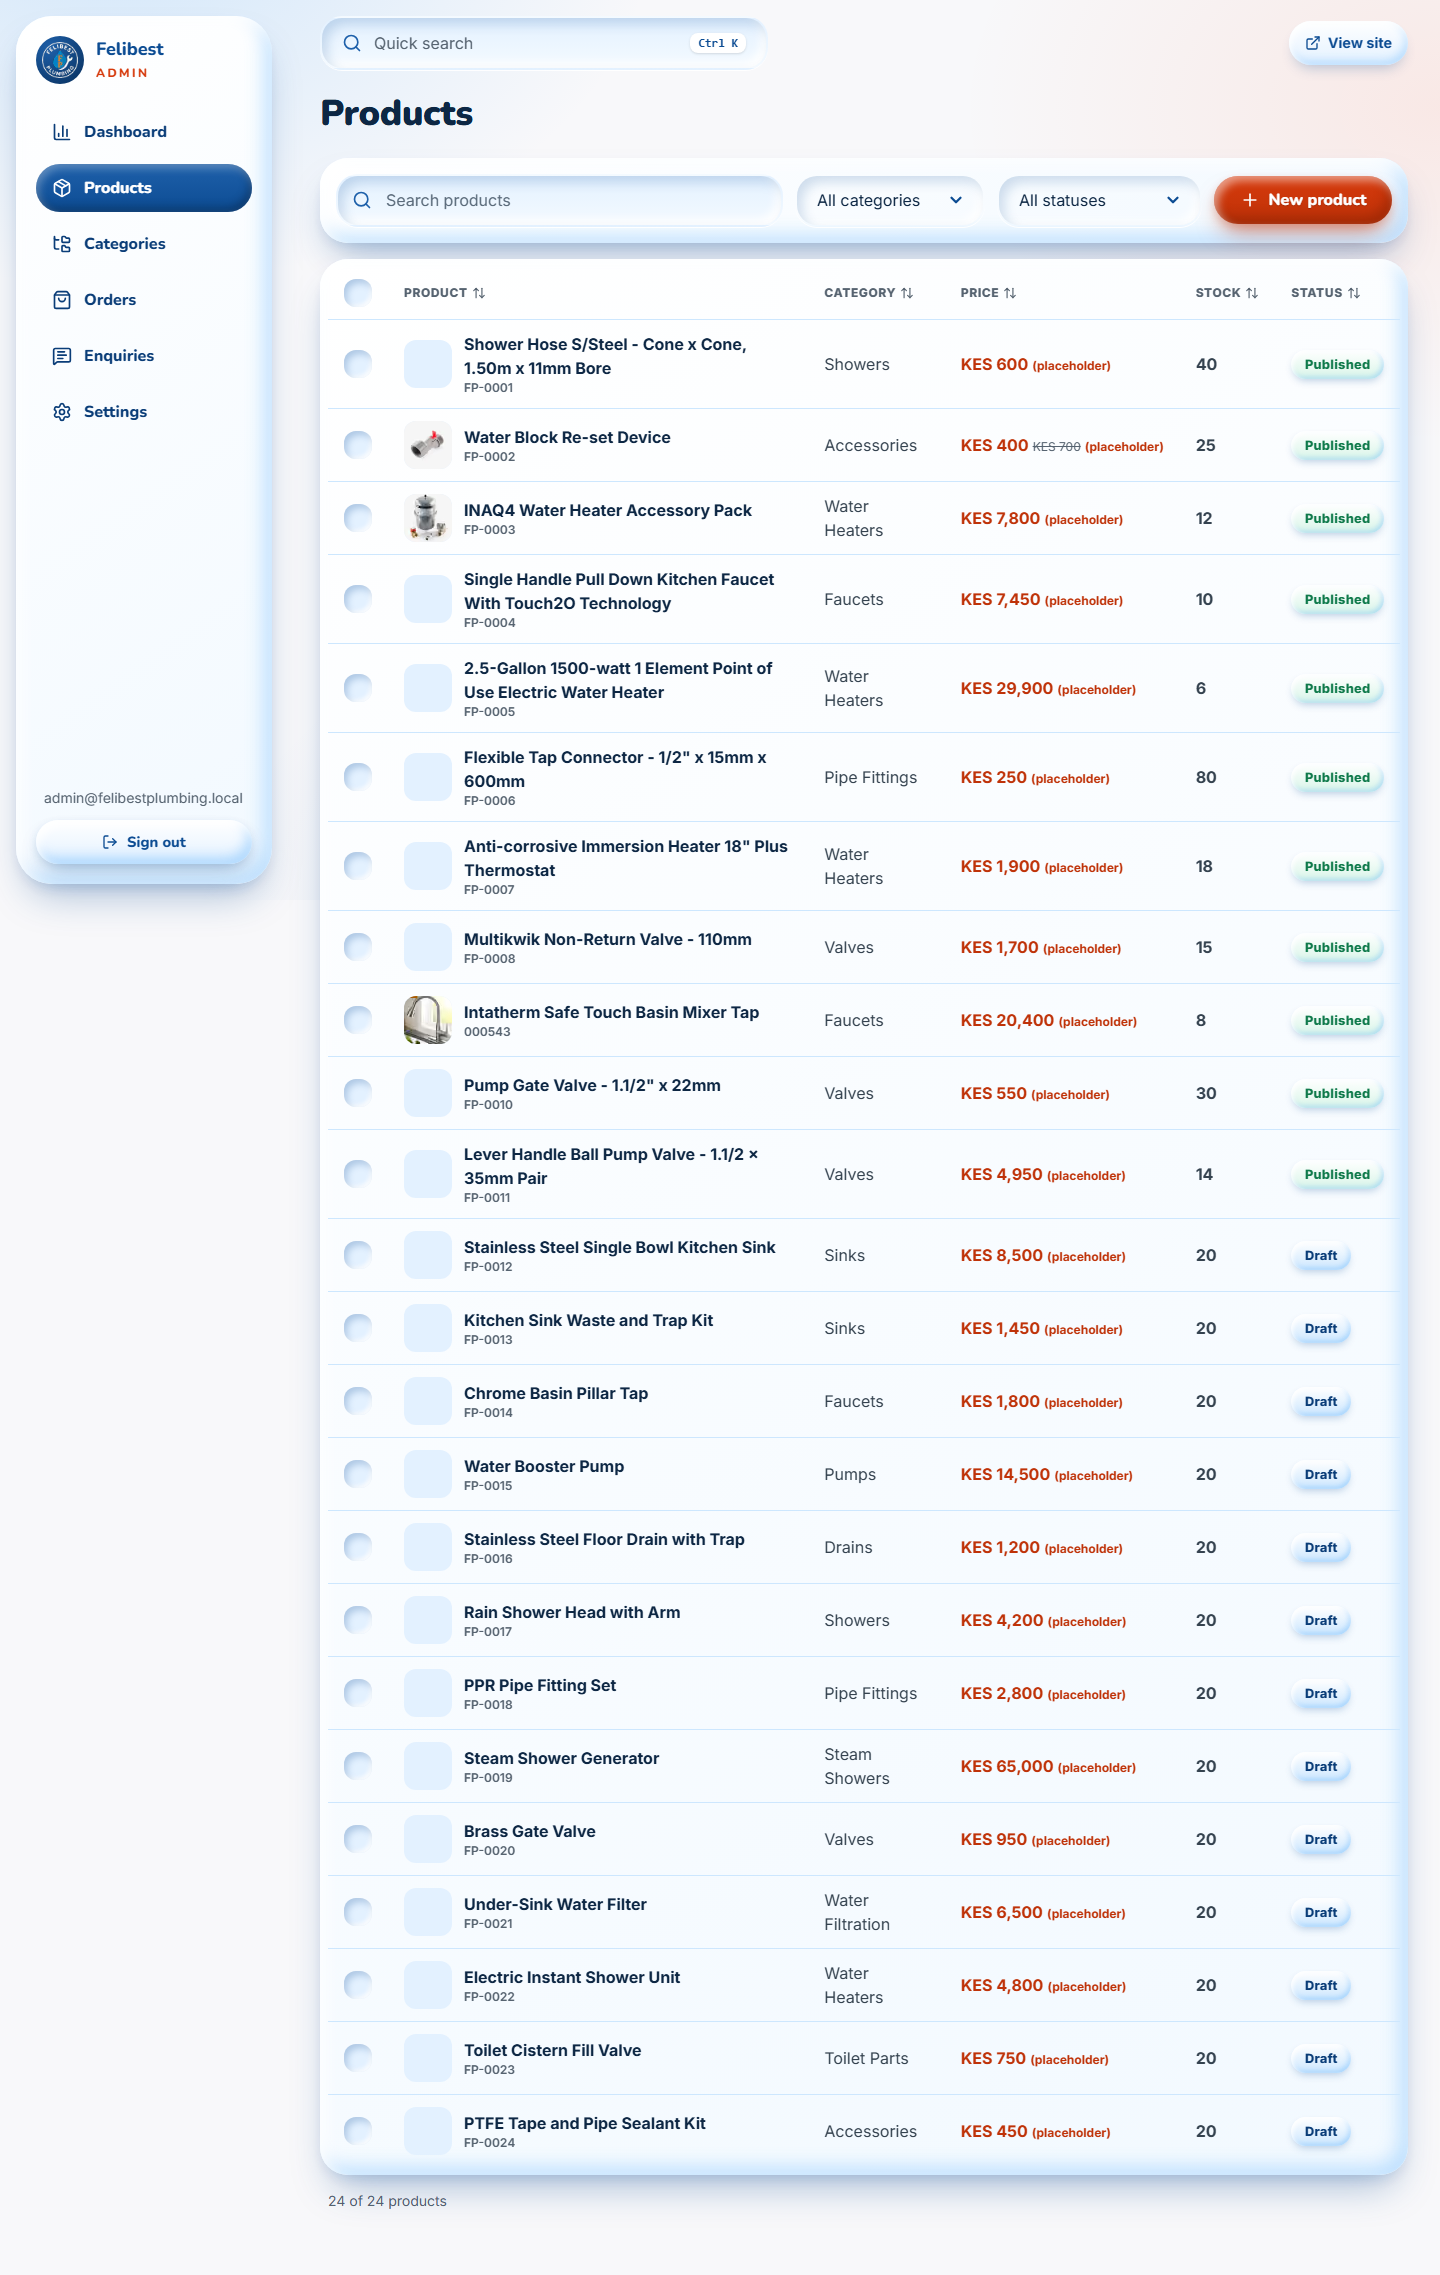 FELIBEST
PLUMBING
Felibest
ADMIN
Dashboard
Products
Categories
Orders
Enquiries
Settings
admin@felibestplumbing.local
Sign out
Quick search
Ctrl K
View site
Products
Search products
All categories
All statuses
New product
PRODUCT
CATEGORY
PRICE
STOCK
STATUS
Shower Hose S/Steel - Cone x Cone,
1.50m x 11mm Bore
FP-0001
Showers
KES 600 (placeholder)
40
Published
Water Block Re-set Device
FP-0002
Accessories
KES 400 KES 700 (placeholder)
25
Published
INAQ4 Water Heater Accessory Pack
FP-0003
Water
Heaters
KES 7,800 (placeholder)
12
Published
Single Handle Pull Down Kitchen Faucet
With Touch2O Technology
FP-0004
Faucets
KES 7,450 (placeholder)
10
Published
2.5-Gallon 1500-watt 1 Element Point of
Use Electric Water Heater
FP-0005
Water
Heaters
KES 29,900 (placeholder)
6
Published
Flexible Tap Connector - 1/2" x 15mm x
600mm
FP-0006
Pipe Fittings
KES 250 (placeholder)
80
Published
Anti-corrosive Immersion Heater 18" Plus
Thermostat
FP-0007
Water
Heaters
KES 1,900 (placeholder)
18
Published
Multikwik Non-Return Valve - 110mm
FP-0008
Valves
KES 1,700 (placeholder)
15
Published
Intatherm Safe Touch Basin Mixer Tap
000543
Faucets
KES 20,400 (placeholder)
8
Published
Pump Gate Valve - 1.1/2" x 22mm
FP-0010
Valves
KES 550 (placeholder)
30
Published
Lever Handle Ball Pump Valve - 1.1/2 ×
35mm Pair
FP-0011
Valves
KES 4,950 (placeholder)
14
Published
Stainless Steel Single Bowl Kitchen Sink
FP-0012
Sinks
KES 8,500 (placeholder)
20
Draft
Kitchen Sink Waste and Trap Kit
FP-0013
Sinks
KES 1,450 (placeholder)
20
Draft
Chrome Basin Pillar Tap
FP-0014
Faucets
KES 1,800 (placeholder)
20
Draft
Water Booster Pump
FP-0015
Pumps
KES 14,500 (placeholder)
20
Draft
Stainless Steel Floor Drain with Trap
FP-0016
Drains
KES 1,200 (placeholder)
20
Draft
Rain Shower Head with Arm
FP-0017
Showers
KES 4,200 (placeholder)
20
Draft
PPR Pipe Fitting Set
FP-0018
Pipe Fittings
KES 2,800 (placeholder)
20
Draft
Steam Shower Generator
FP-0019
Steam
Showers
KES 65,000 (placeholder)
20
Draft
Brass Gate Valve
FP-0020
Valves
KES 950 (placeholder)
20
Draft
Under-Sink Water Filter
FP-0021
Water
Filtration
KES 6,500 (placeholder)
20
Draft
Electric Instant Shower Unit
FP-0022
Water
Heaters
KES 4,800 (placeholder)
20
Draft
Toilet Cistern Fill Valve
FP-0023
Toilet Parts
KES 750 (placeholder)
20
Draft
PTFE Tape and Pipe Sealant Kit
FP-0024
Accessories
KES 450 (placeholder)
20
Draft
24 of 24 products